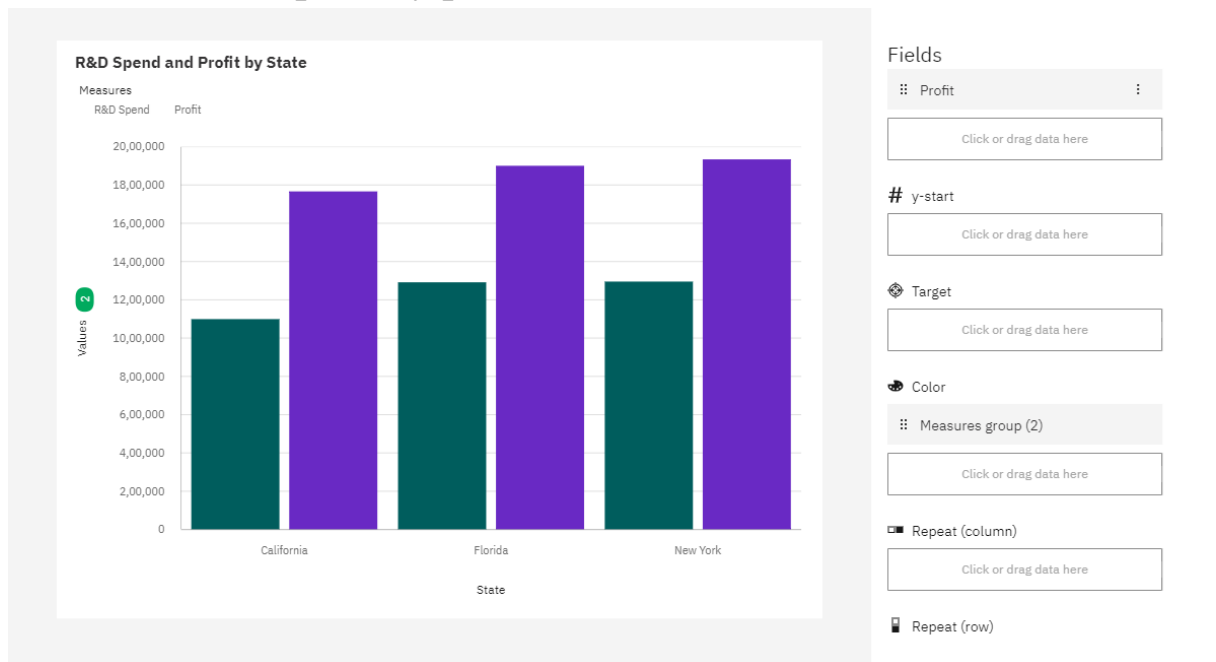 R&D Spend and Profit by State
Measures
R&D Spend Profit
20,00,000
18,00,000
16,00,000
14,00,000
12,00,000
10,00,000
8,00,000
6,00,000
4,00,000
2,00,000
0
Values 2
California Florida New York
State
Fields
Profit
Click or drag data here
# y-start
Click or drag data here
Target
Click or drag data here
Color
Measures group (2)
Click or drag data here
Repeat (column)
Click or drag data here
Repeat (row)